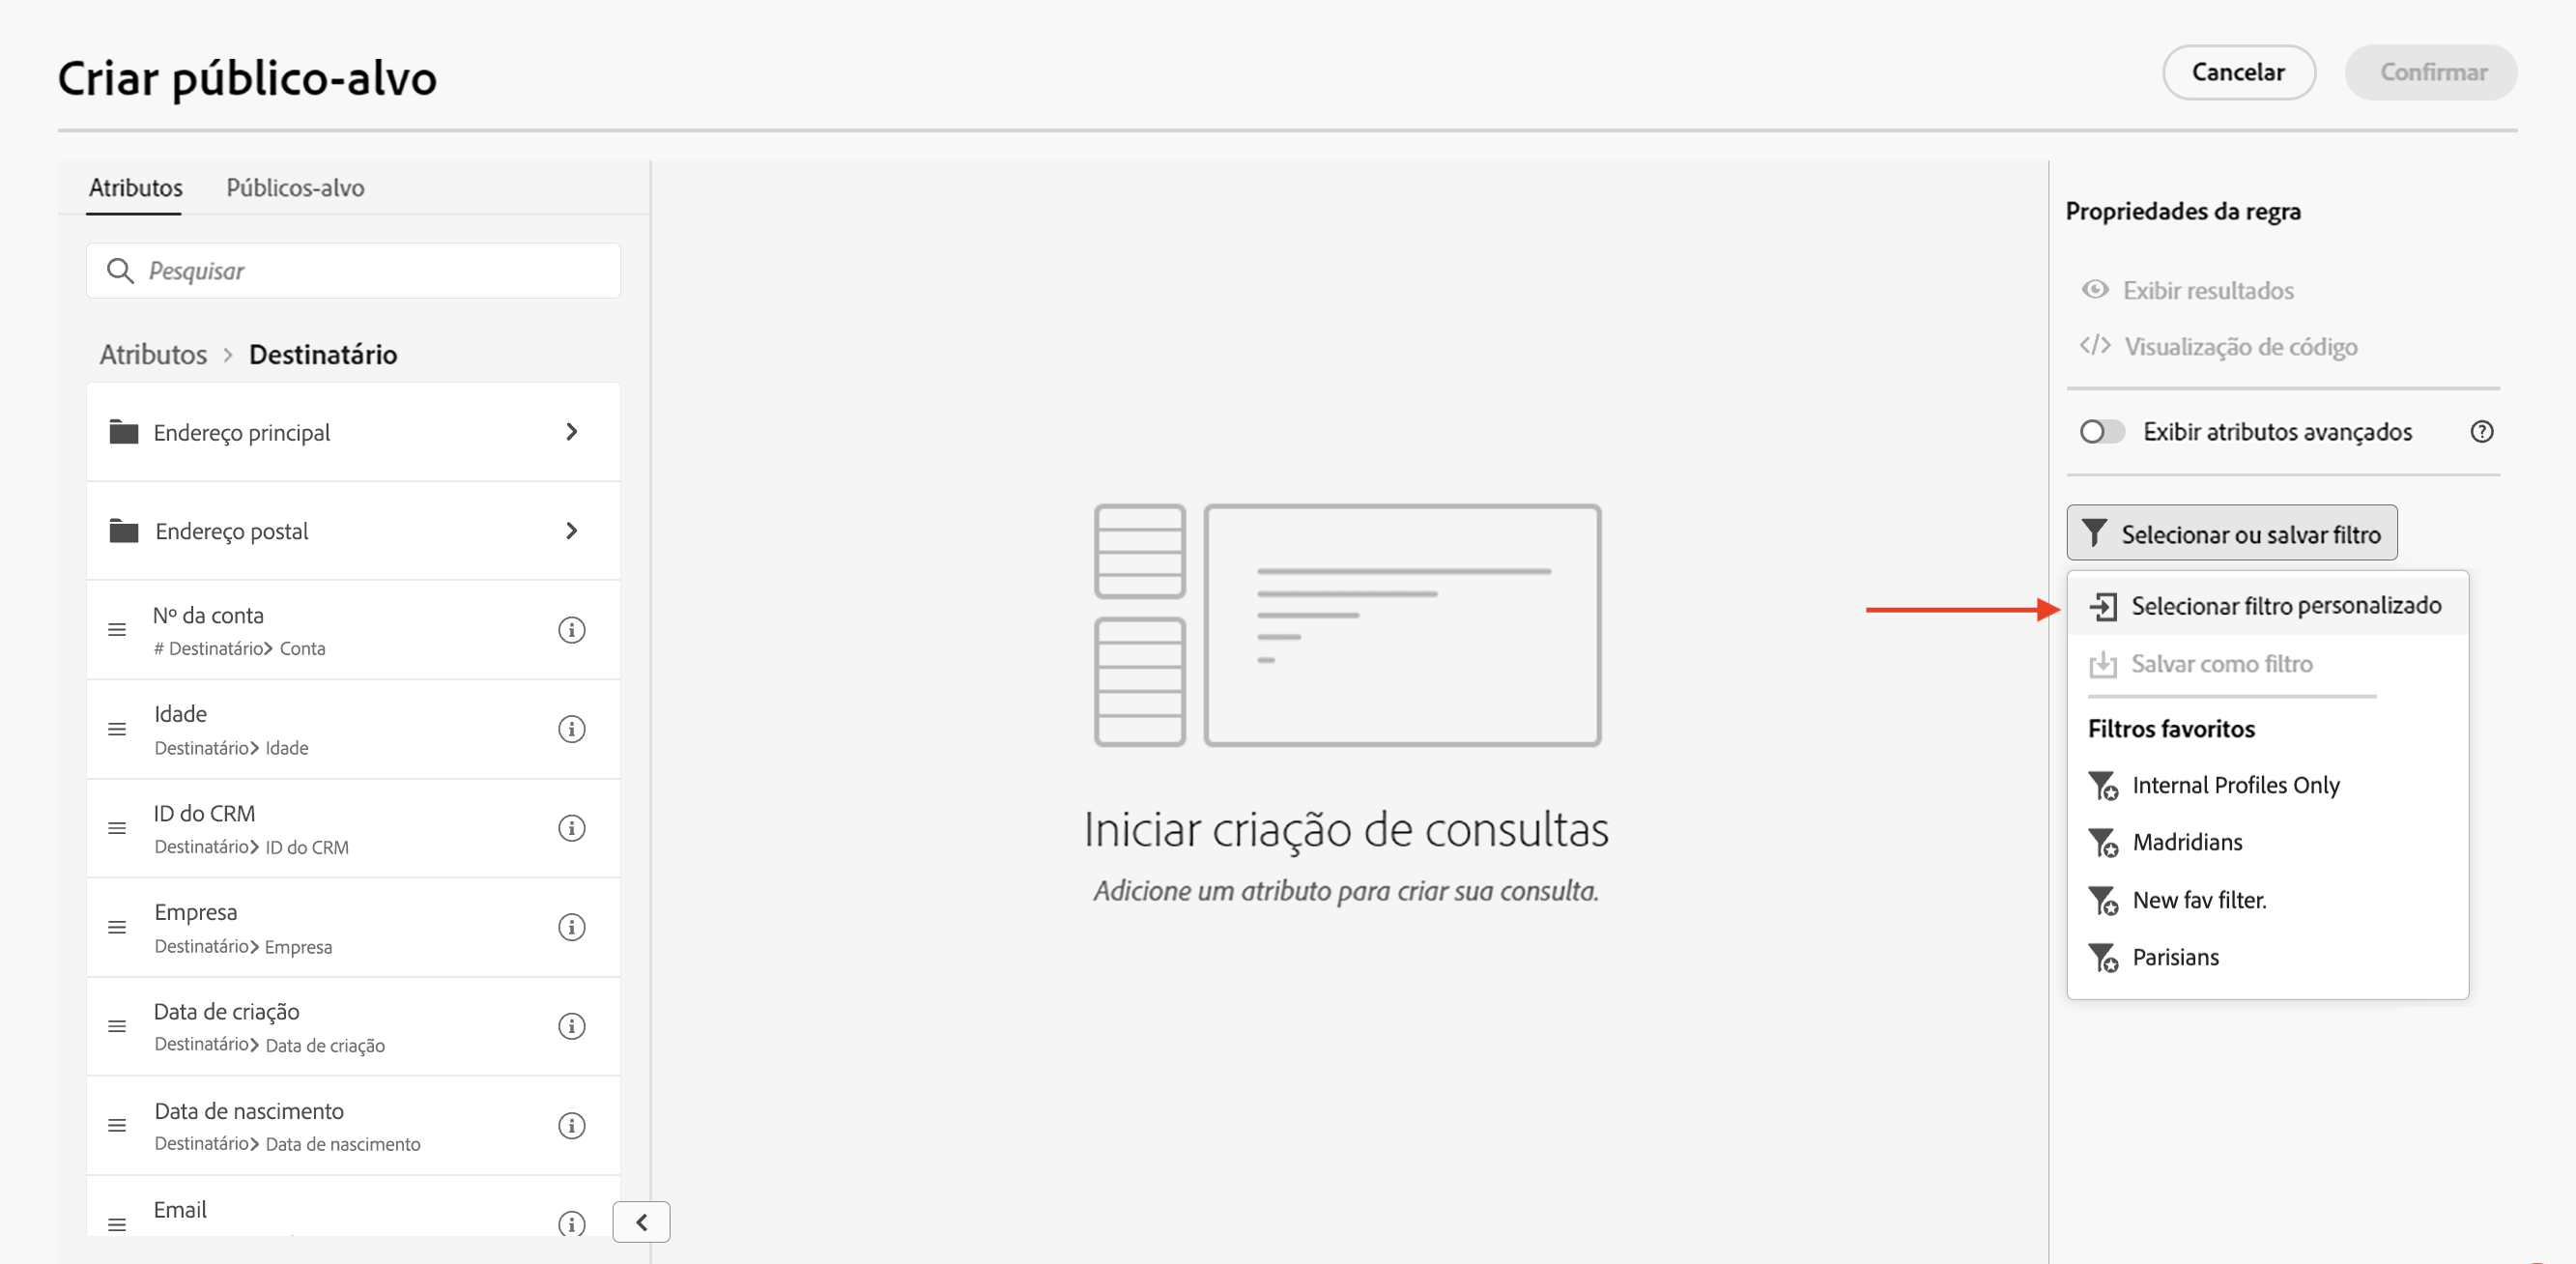 Criar público-alvo
Cancelar
Confirmar
Atributos
Públicos-alvo
Pesquisar
Atributos > Destinatário
Endereço principal
Endereço postal
Nº da conta
# Destinatário> Conta
Idade
Destinatário> Idade
ID do CRM
Destinatário> ID do CRM
Empresa
Destinatário> Empresa
Data de criação
Destinatário> Data de criação
Data de nascimento
Destinatário> Data de nascimento
Email
Iniciar criação de consultas
Adicione um atributo para criar sua consulta.
Propriedades da regra
Exibir resultados
</> Visualização de código
Exibir atributos avançados
Selecionar ou salvar filtro
Selecionar filtro personalizado
Salvar como filtro
Filtros favoritos
Internal Profiles Only
Madridians
New fav filter.
Parisians